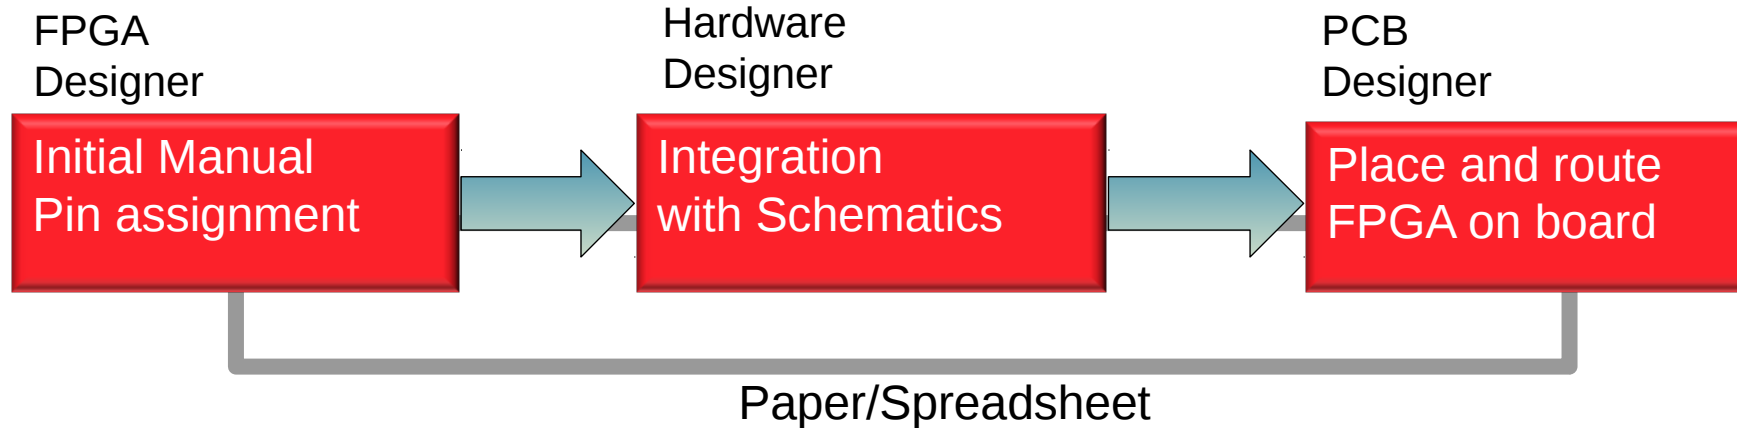 FPGA
Designer
Initial Manual
Pin assignment
Hardware
Designer
Integration
with Schematics
PCB
Designer
Place and route
FPGA on board
Paper/Spreadsheet